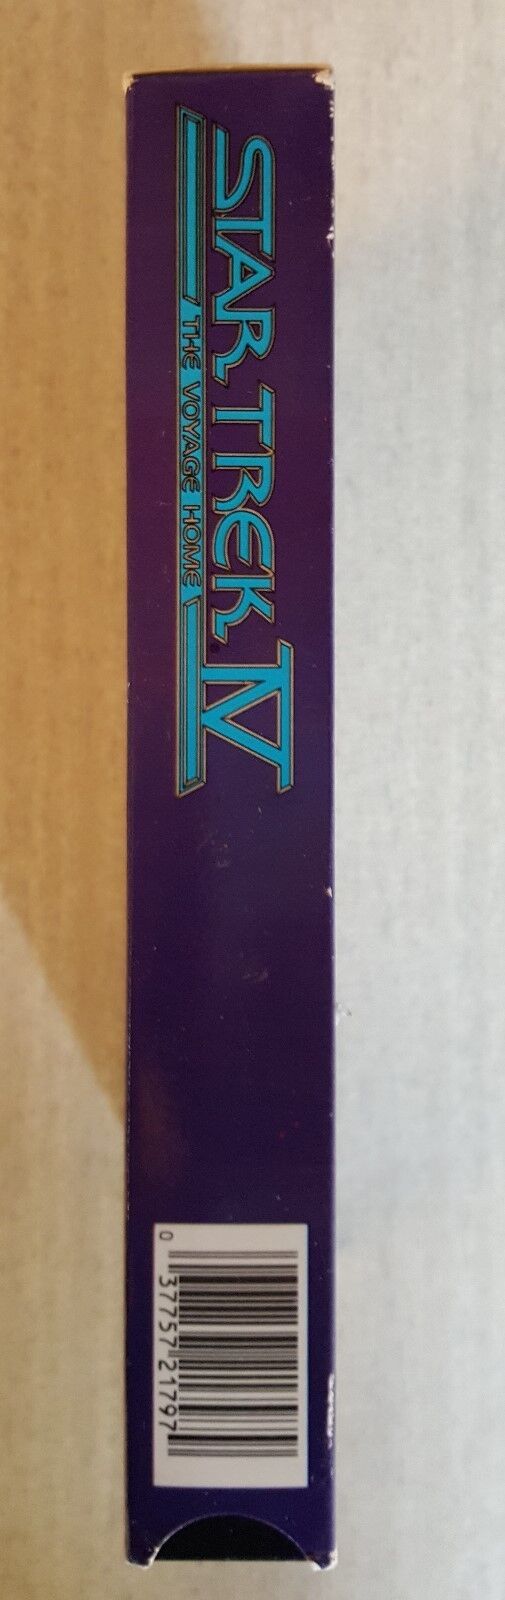 STAR TREK IV
THE VOYAGE HOME
0 37757 21797